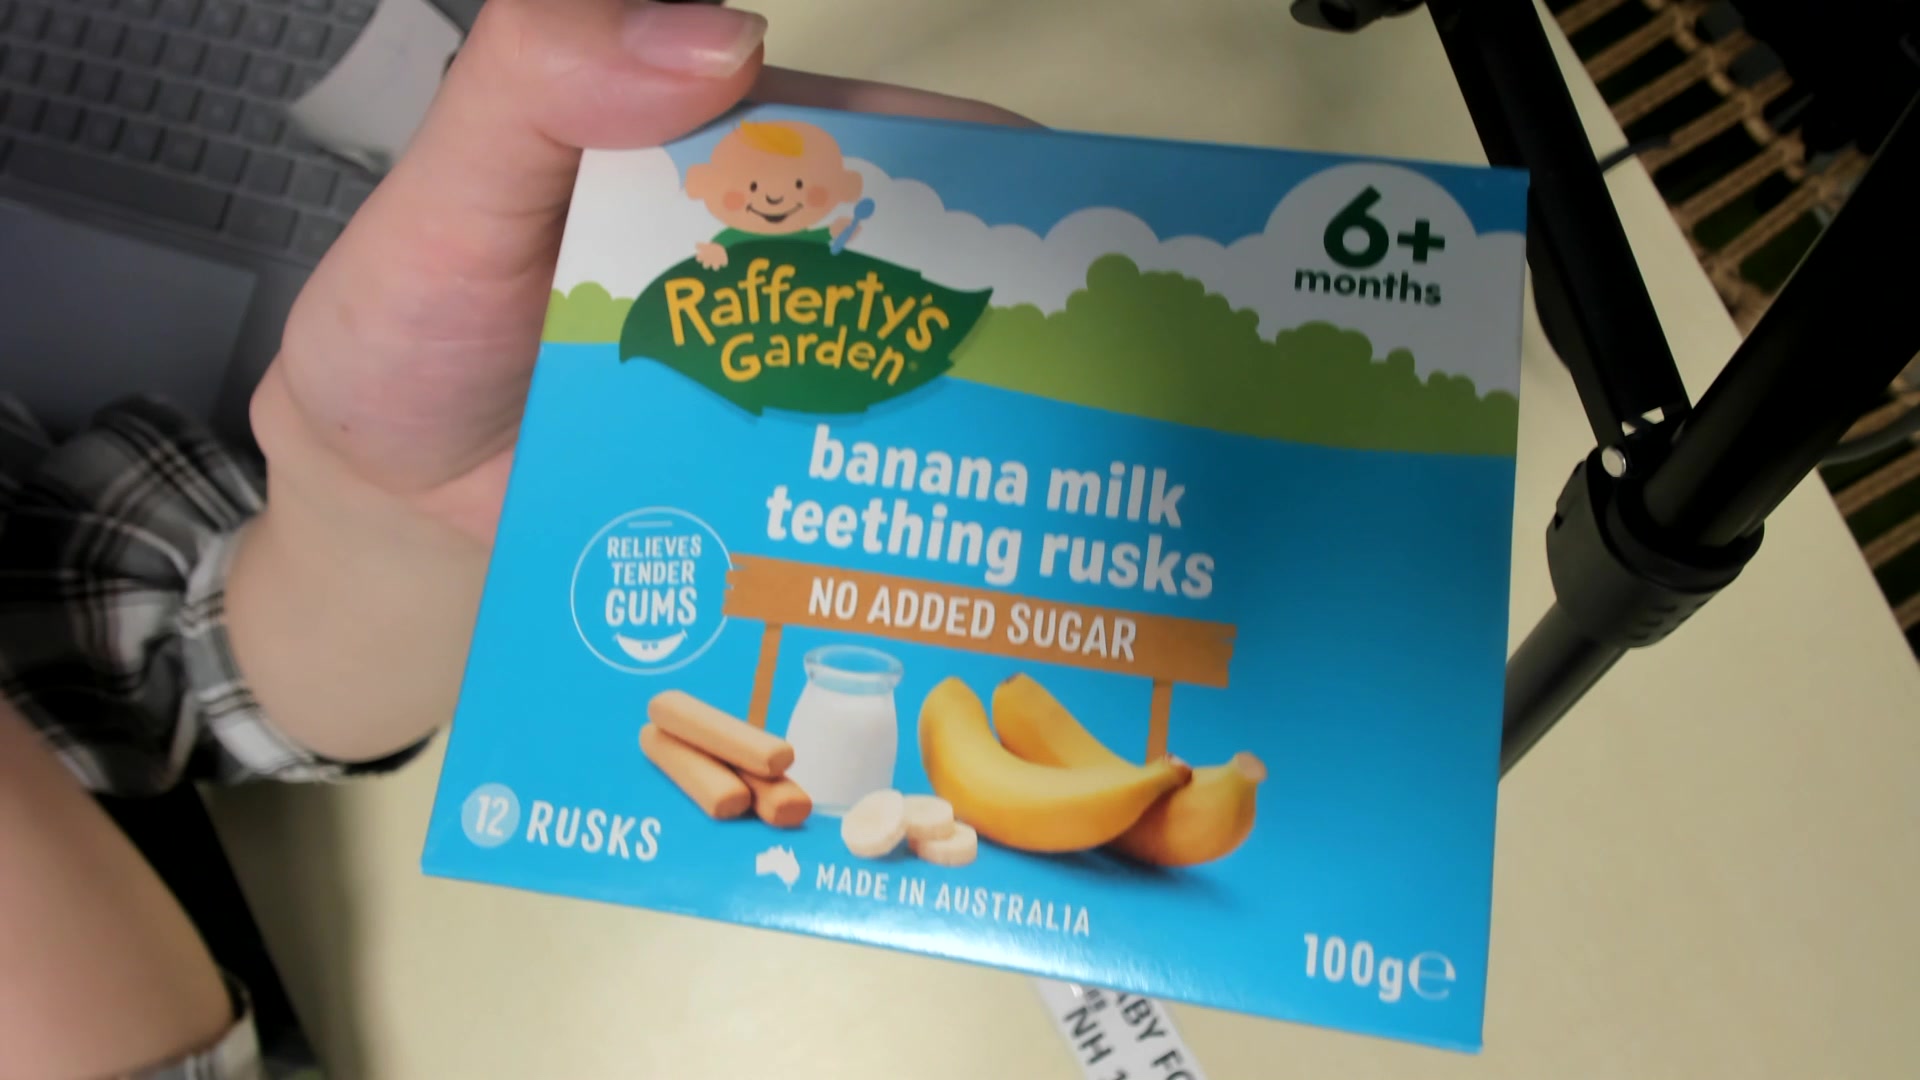 6+
months
Rafferty's
Garden
banana milk
teething rusks
NO ADDED SUGAR
RELIEVES
TENDER
GUMS
12 RUSKS
MADE IN AUSTRALIA
100g℮
NH